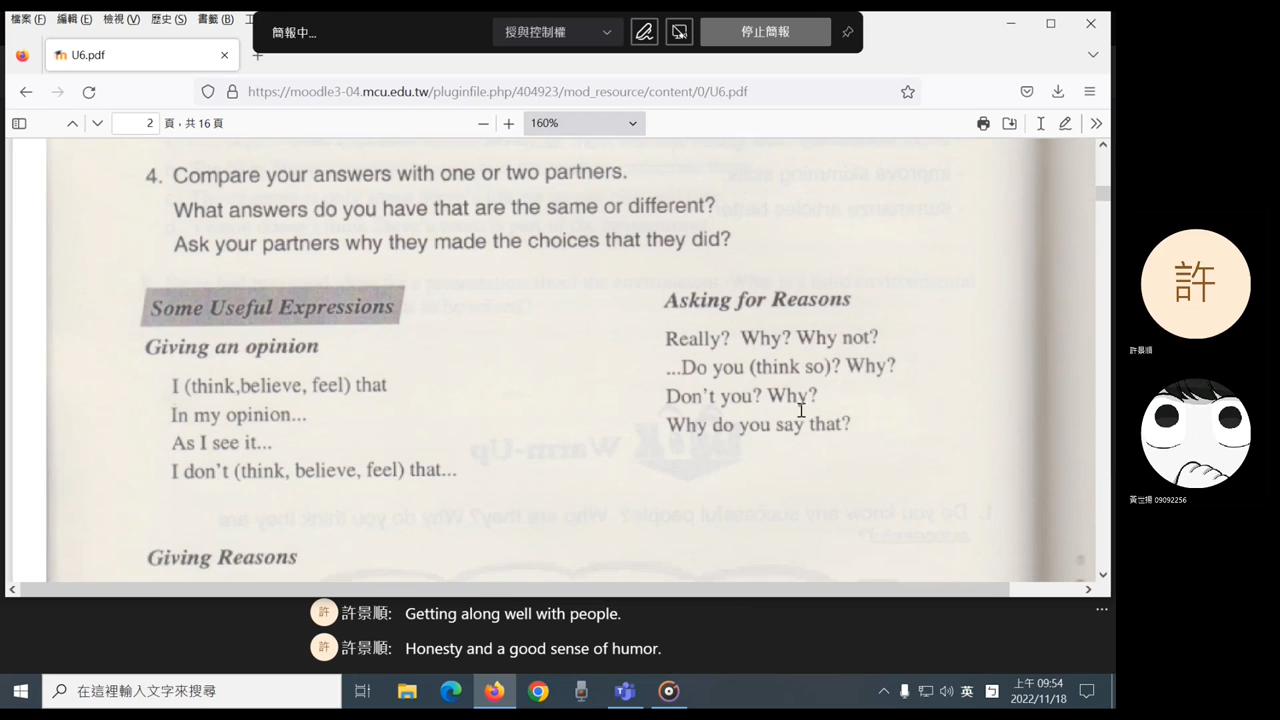 檔案(F) 編輯(E) 檢視(V) 歷史(S) 書籤(B)
簡報中...
授與控制權
停止簡報
U6.pdf
https://moodle3-04.mcu.edu.tw/pluginfile.php/404923/mod_resource/content/0/U6.pdf
2 頁，共 16 頁
160%
4. Compare your answers with one or two partners.
What answers do you have that are the same or different?
Ask your partners why they made the choices that they did?
Some Useful Expressions
Giving an opinion
I (think,believe, feel) that
In my opinion...
As I see it...
I don't (think, believe, feel) that...
Giving Reasons
Asking for Reasons
Really? Why? Why not?
...Do you (think so)? Why?
Don't you? Why?
Why do you say that?
許
許景順
黃世揚 09092256
許 許景順: Getting along well with people.
許 許景順: Honesty and a good sense of humor.
在這裡輸入文字來搜尋
英
上午 09:54
2022/11/18